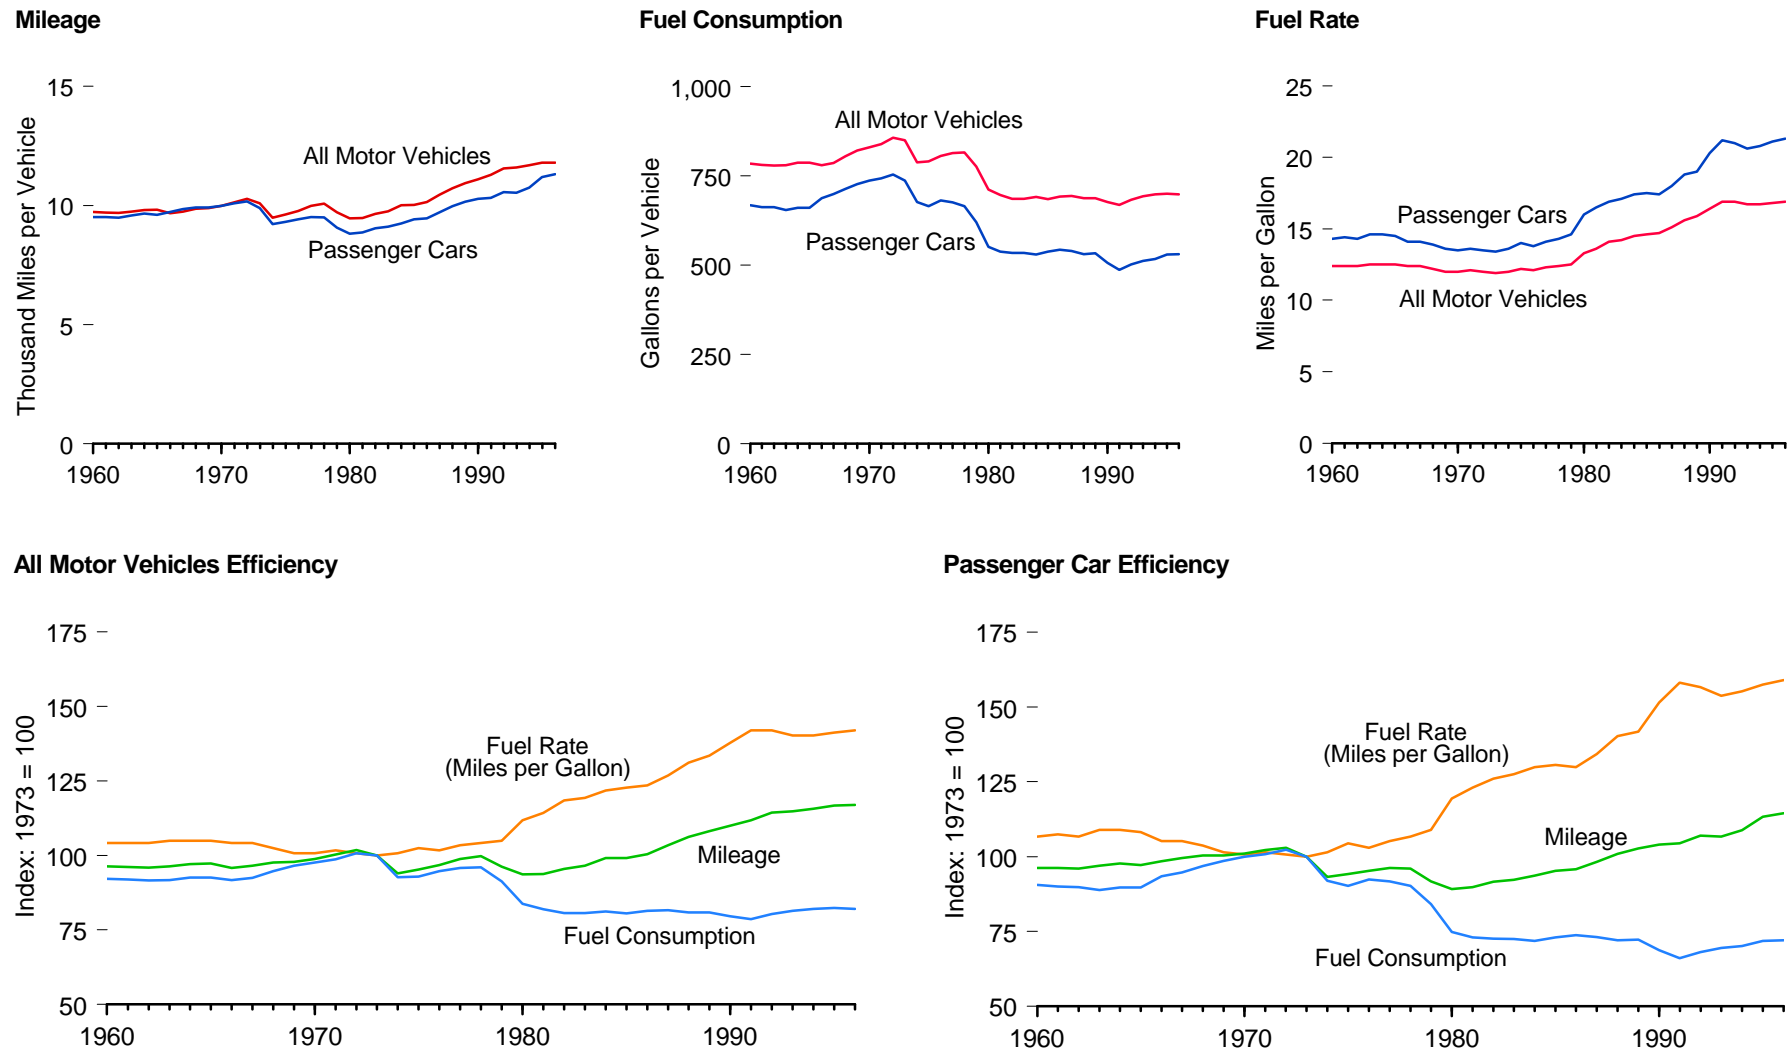 Mileage
Thousand Miles per Vehicle
15
10
5
0
All Motor Vehicles
Passenger Cars
1960 1970 1980 1990
Fuel Consumption
Gallons per Vehicle
1,000
750
500
250
0
All Motor Vehicles
Passenger Cars
1960 1970 1980 1990
Fuel Rate
Miles per Gallon
25
20
15
10
5
0
Passenger Cars
All Motor Vehicles
1960 1970 1980 1990
All Motor Vehicles Efficiency
Index: 1973 = 100
175
150
125
100
75
50
Fuel Rate
(Miles per Gallon)
Mileage
Fuel Consumption
1960 1970 1980 1990
Passenger Car Efficiency
Index: 1973 = 100
175
150
125
100
75
50
Fuel Rate
(Miles per Gallon)
Mileage
Fuel Consumption
1960 1970 1980 1990